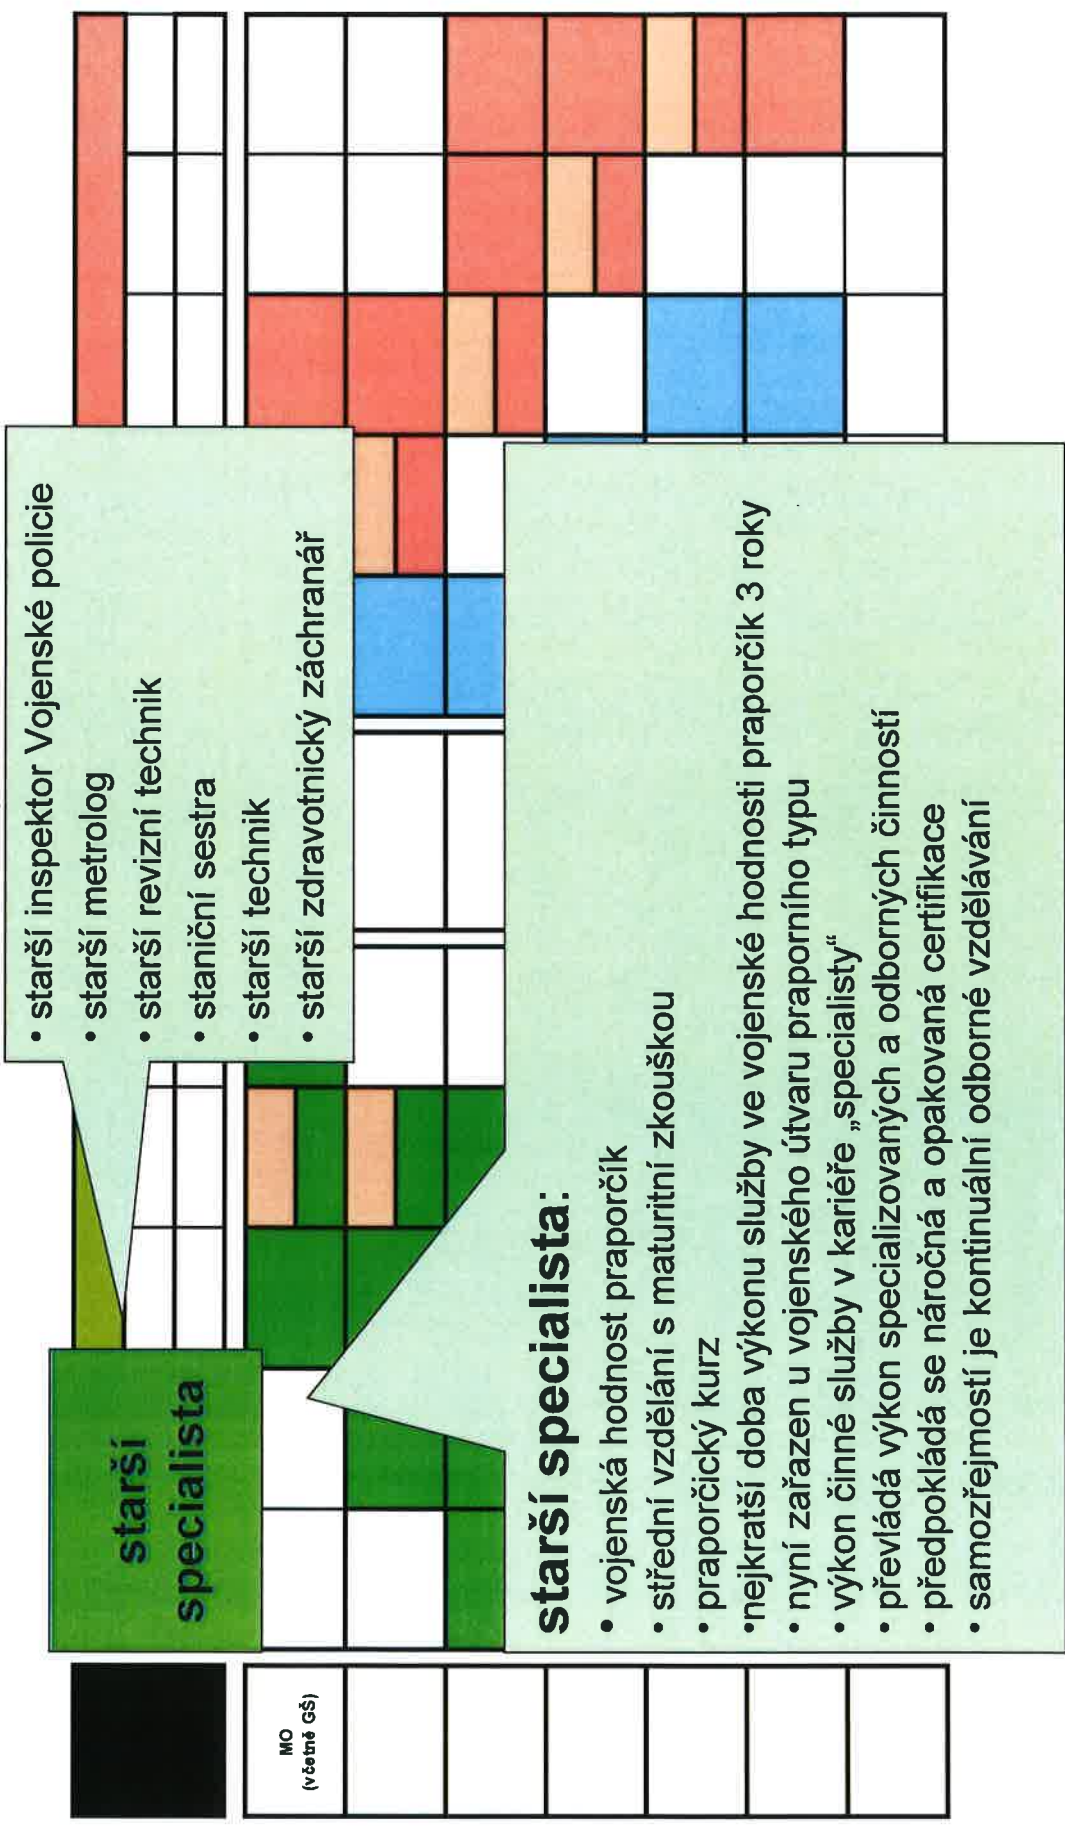 • starší inspektor Vojenské policie
• starší metrolog
• starší revizní technik
• staniční sestra
• starší technik
• starší zdravotnický záchranář
starší
specialista
MO
(včetně GŠ)
starší specialista:
• vojenská hodnost praporčík
• střední vzdělání s maturitní zkouškou
• praporčický kurz
•nejkratší doba výkonu služby ve vojenské hodnosti praporčík 3 roky
• nyní zařazen u vojenského útvaru praporního typu
• výkon činné služby v kariéře „specialisty“
• převládá výkon specializovaných a odborných činností
• předpokládá se náročná a opakovaná certifikace
• samozřejmostí je kontinuální odborné vzdělávání